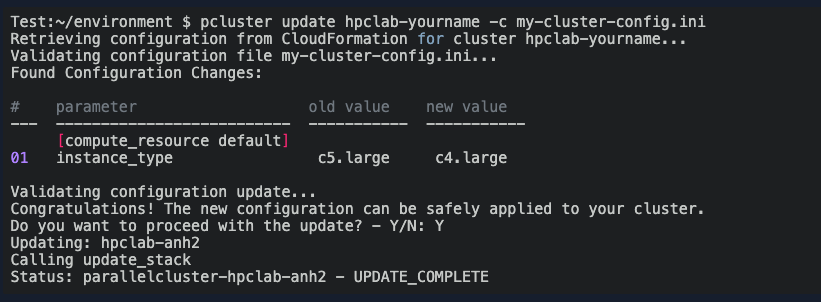 Test:~/environment $ pcluster update hpclab-yourname -c my-cluster-config.ini
Retrieving configuration from CloudFormation for cluster hpclab-yourname...
Validating configuration file my-cluster-config.ini...
Found Configuration Changes:
#    parameter                   old value    new value
---  --------------------------  -----------  -----------
     [compute_resource default]
01   instance_type                c5.large     c4.large
Validating configuration update...
Congratulations! The new configuration can be safely applied to your cluster.
Do you want to proceed with the update? - Y/N: Y
Updating: hpclab-anh2
Calling update_stack
Status: parallelcluster-hpclab-anh2 - UPDATE_COMPLETE